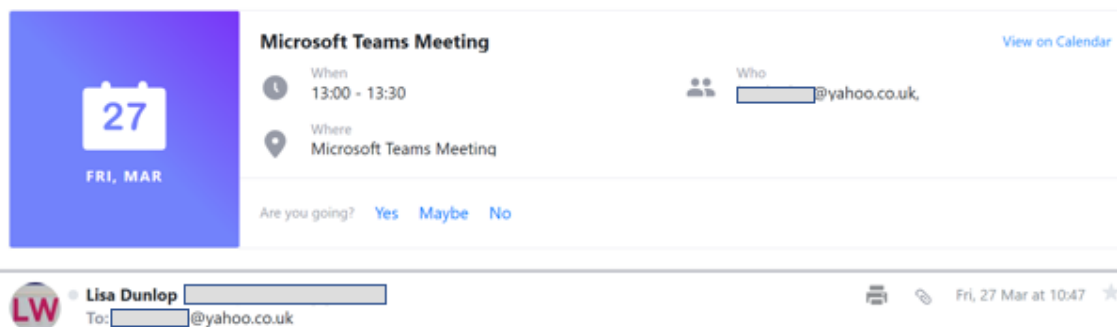 Microsoft Teams Meeting
View on Calendar
When
13:00 - 13:30
Who
@yahoo.co.uk,
Where
Microsoft Teams Meeting
27
FRI, MAR
Are you going? Yes Maybe No
LW
Lisa Dunlop
Fri, 27 Mar at 10:47
To: @yahoo.co.uk